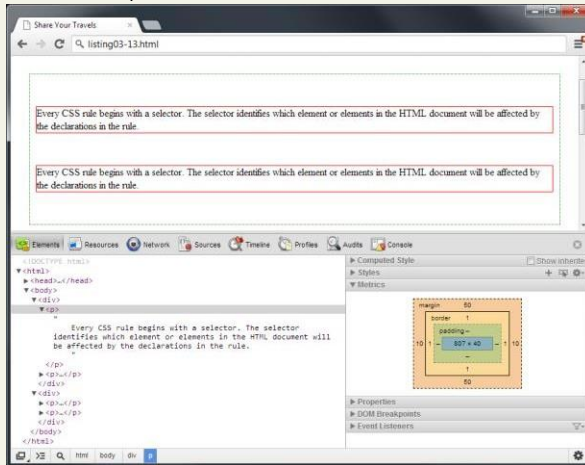 Share Your Travels
listing03-13.html
Every CSS rule begins with a selector. The selector identifies which element or elements in the HTML document will be affected by
the declarations in the rule.
Every CSS rule begins with a selector. The selector identifies which element or elements in the HTML document will be affected by
the declarations in the rule.
Elements Resources Network Sources Timeline Profiles Audits Console
<!DOCTYPE html>
▼<html>
▶<head>…</head>
▼<body>
▼<div>
▼<p>
"
Every CSS rule begins with a selector. The selector
identifies which element or elements in the HTML document will
be affected by the declarations in the rule.
"
</p>
▶<p>…</p>
</div>
▼<div>
▶<p>…</p>
▶<p>…</p>
</div>
</body>
</html>
▶ Computed Style Show inherite
▶ Styles
▼ Metrics
margin 50
border 1
padding –
10 1 – 807 × 40 – 1 10
–
1
50
▶ Properties
▶ DOM Breakpoints
▶ Event Listeners
html body div p